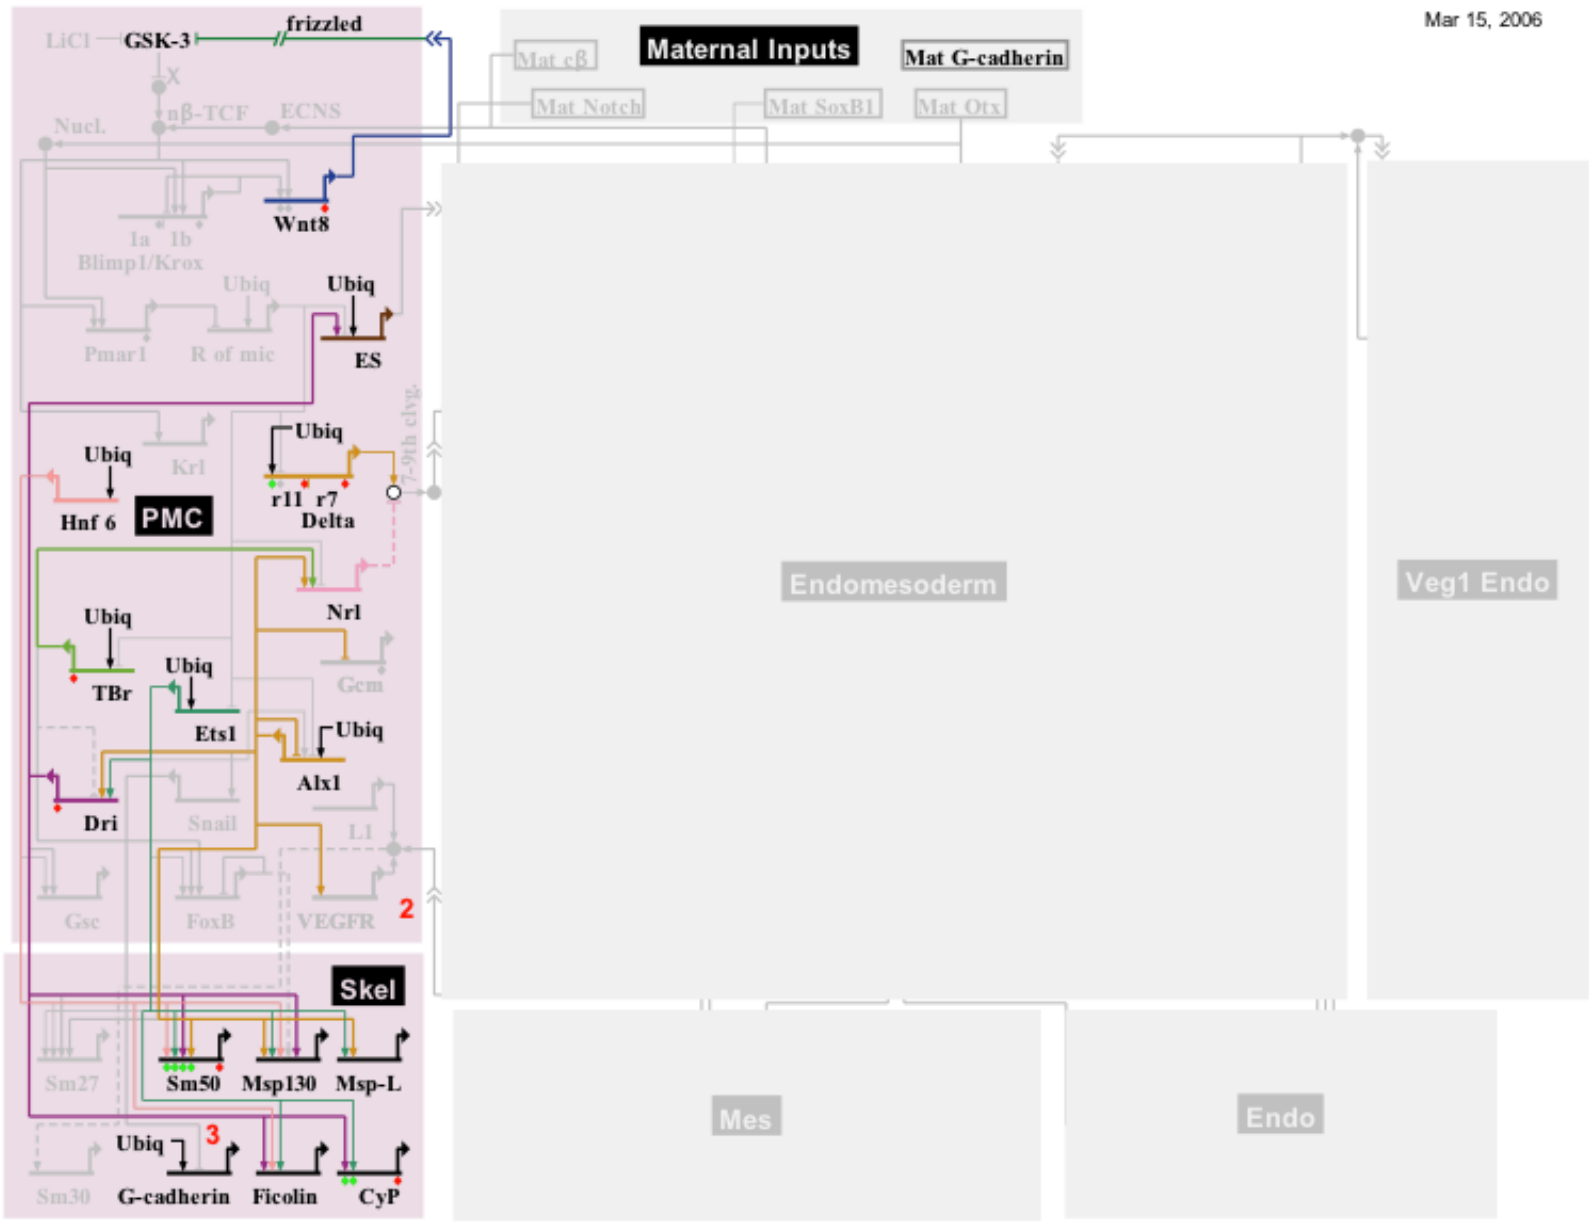 Mar 15, 2006
LiCl
GSK-3
frizzled
Maternal Inputs
Mat cβ
Mat G-cadherin
Mat Notch
Mat SoxB1
Mat Otx
X
nβ-TCF
ECNS
Nucl.
Wnt8
1a 1b
Blimp1/Krox
Ubiq
Ubiq
Pmar1
R of mic
ES
7-9th clvg.
Ubiq
Krl
Ubiq
r11 r7
Delta
Hnf 6
PMC
Endomesoderm
Veg1 Endo
Nrl
Ubiq
TBr
Ubiq
Gcm
Ets1
Ubiq
Alx1
Dri
Snail
L1
Gsc
FoxB
VEGFR
2
Skel
Sm27
Sm50
Msp130
Msp-L
Mes
Endo
Ubiq
3
Sm30
G-cadherin
Ficolin
CyP